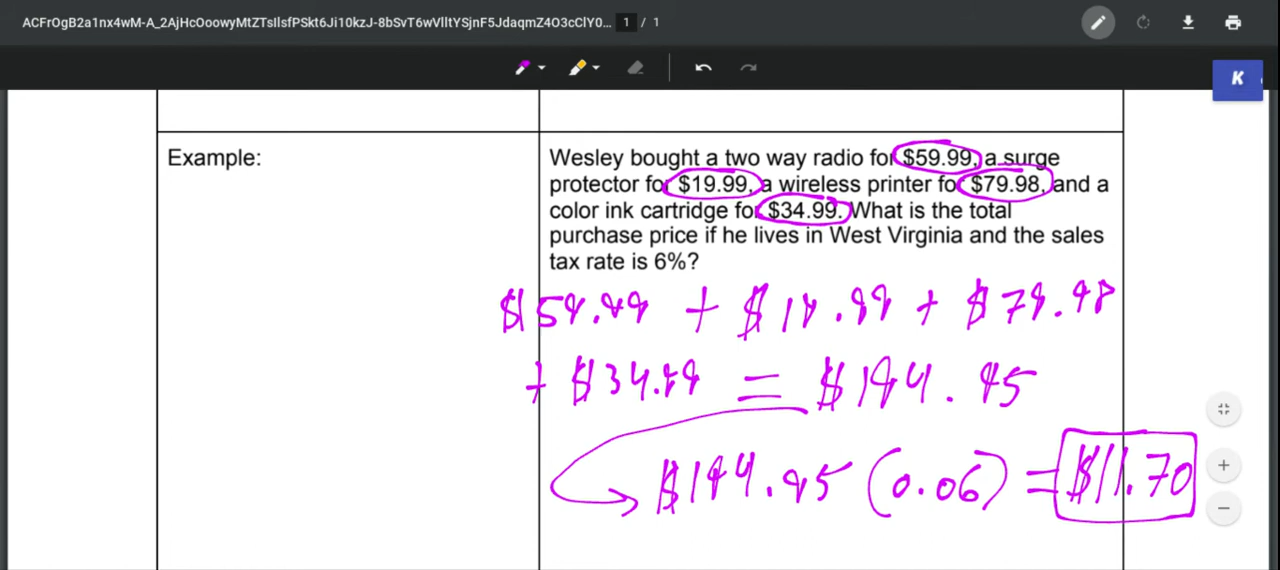 ACFrOgB2a1nx4wM-A_2AjHcOoowyMtZTsIlsfPSkt6Ji10kzJ-8bSvT6wVlltYSjnF5JdaqmZ4O3cClY0... 1 / 1
K
Example:
Wesley bought a two way radio for $59.99, a surge
protector for $19.99, a wireless printer for $79.98, and a
color ink cartridge for $34.99. What is the total
purchase price if he lives in West Virginia and the sales
tax rate is 6%?
$59.99 + $19.99 + $79.98
+ $34.99 = $194.95
$194.95 (0.06) = $11.70